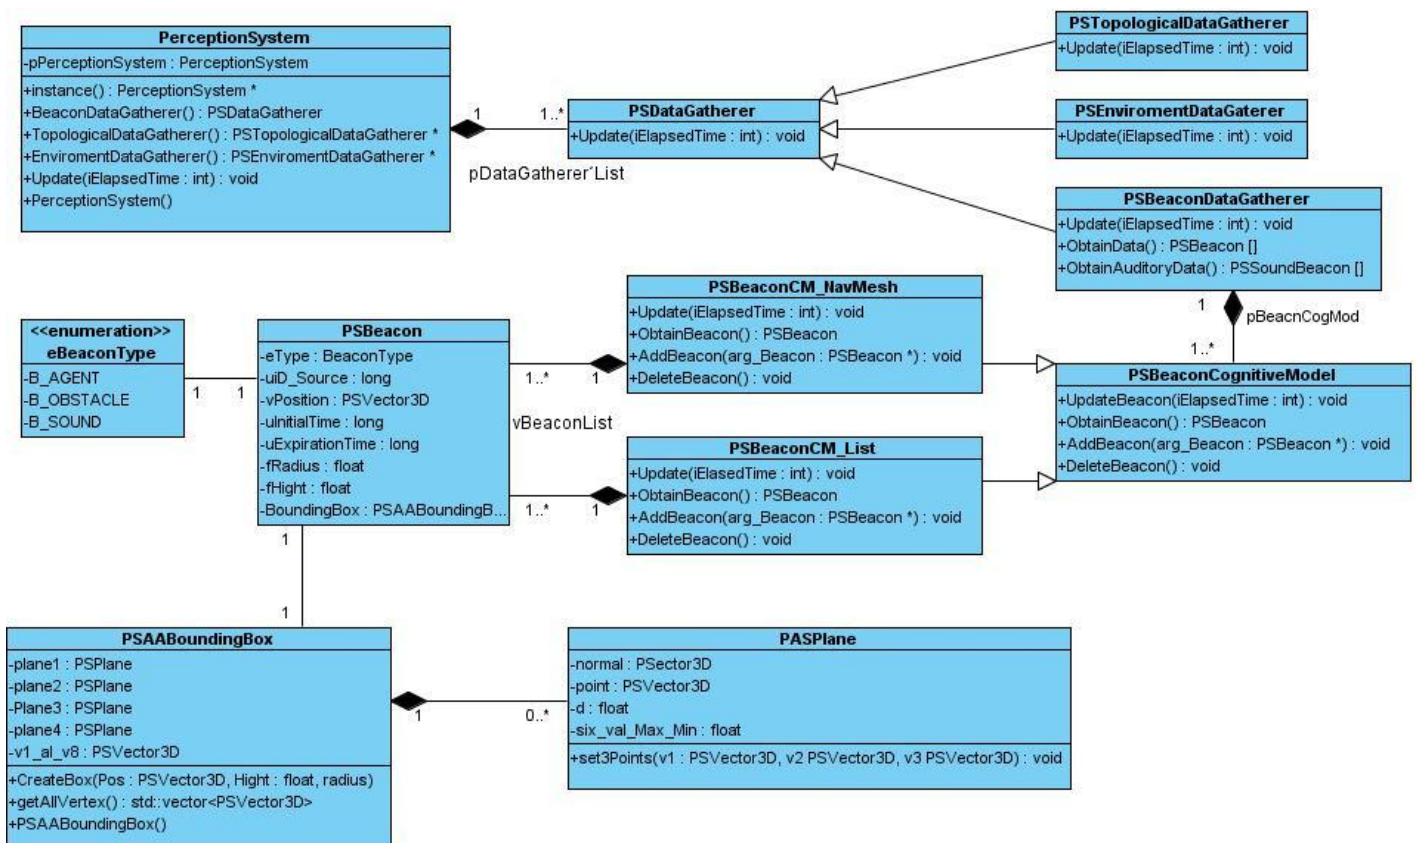 PerceptionSystem
-pPerceptionSystem : PerceptionSystem
+instance() : PerceptionSystem *
+BeaconDataGatherer() : PSDataGatherer
+TopologicalDataGatherer() : PSTopologicalDataGatherer *
+EnviromentDataGatherer() : PSEnviromentDataGatherer *
+Update(iElapsedTime : int) : void
+PerceptionSystem()
1
1..*
pDataGatherer´List
PSDataGatherer
+Update(iElapsedTime : int) : void
PSTopologicalDataGatherer
+Update(iElapsedTime : int) : void
PSEnviromentDataGaterer
+Update(iElapsedTime : int) : void
PSBeaconDataGatherer
+Update(iElapsedTime : int) : void
+ObtainData() : PSBeacon []
+ObtainAuditoryData() : PSSoundBeacon []
1
pBeacnCogMod
1..*
<<enumeration>>
eBeaconType
-B_AGENT
-B_OBSTACLE
-B_SOUND
1
1
PSBeacon
-eType : BeaconType
-uiD_Source : long
-vPosition : PSVector3D
-uInitialTime : long
-uExpirationTime : long
-fRadius : float
-fHight : float
-BoundingBox : PSAABoundingB...
1..*
1
vBeaconList
1..*
1
PSBeaconCM_NavMesh
+Update(iElapsedTime : int) : void
+ObtainBeacon() : PSBeacon
+AddBeacon(arg_Beacon : PSBeacon *) : void
+DeleteBeacon() : void
PSBeaconCM_List
+Update(iElasedTime : int) : void
+ObtainBeacon() : PSBeacon
+AddBeacon(arg_Beacon : PSBeacon *) : void
+DeleteBeacon() : void
PSBeaconCognitiveModel
+UpdateBeacon(iElapsedTime : int) : void
+ObtainBeacon() : PSBeacon
+AddBeacon(arg_Beacon : PSBeacon *) : void
+DeleteBeacon() : void
1
1
PSAABoundingBox
-plane1 : PSPlane
-plane2 : PSPlane
-Plane3 : PSPlane
-plane4 : PSPlane
-v1_al_v8 : PSVector3D
+CreateBox(Pos : PSVector3D, Hight : float, radius)
+getAllVertex() : std::vector<PSVector3D>
+PSAABoundingBox()
1
0..*
PASPlane
-normal : PSector3D
-point : PSVector3D
-d : float
-six_val_Max_Min : float
+set3Points(v1 : PSVector3D, v2 PSVector3D, v3 PSVector3D) : void